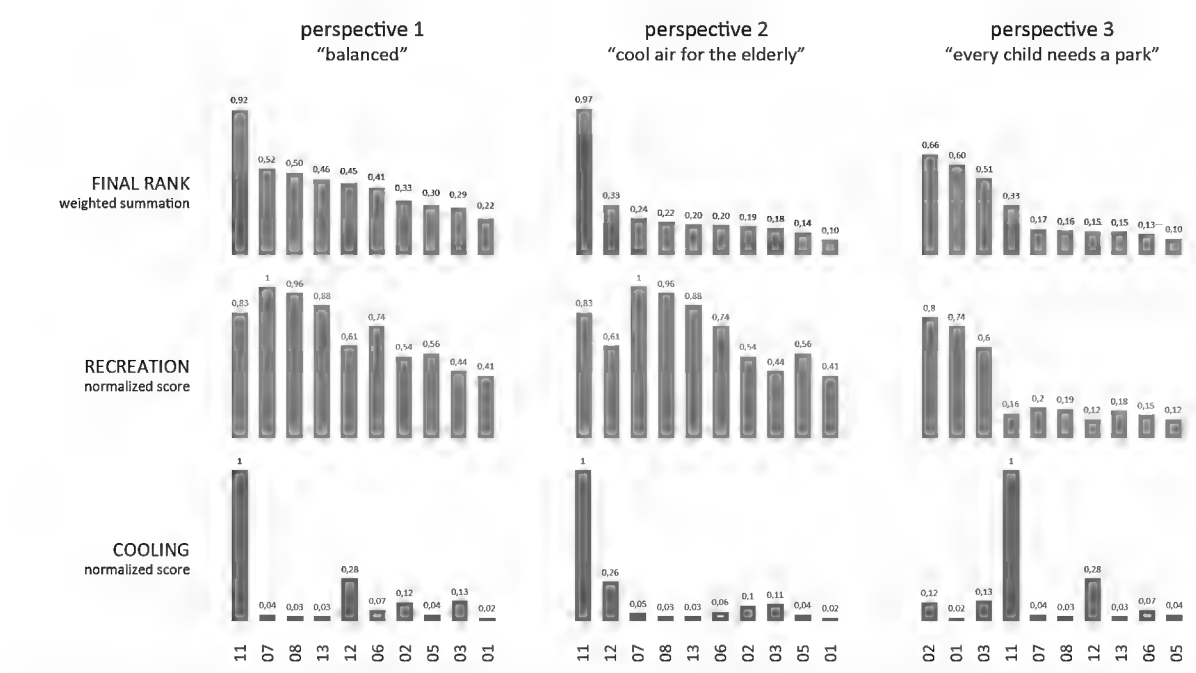 perspective 1
“balanced”
perspective 2
“cool air for the elderly”
perspective 3
“every child needs a park”
FINAL RANK
weighted summation
0,92 0,52 0,50 0,46 0,45 0,41 0,33 0,30 0,29 0,22
0,97 0,33 0,24 0,22 0,20 0,20 0,19 0,18 0,14 0,10
0,66 0,60 0,51 0,33 0,17 0,16 0,15 0,15 0,13 0,10
RECREATION
normalized score
0,83 1 0,96 0,88 0,61 0,74 0,54 0,56 0,44 0,41
0,83 0,61 1 0,96 0,88 0,74 0,54 0,44 0,56 0,41
0,8 0,74 0,6 0,16 0,2 0,19 0,12 0,18 0,15 0,12
COOLING
normalized score
1 0,04 0,03 0,03 0,28 0,07 0,12 0,04 0,13 0,02
1 0,26 0,05 0,03 0,03 0,06 0,1 0,11 0,04 0,02
0,12 0,02 0,13 1 0,04 0,03 0,28 0,03 0,07 0,04
11 07 08 13 12 06 02 05 03 01
11 12 07 08 13 06 02 03 05 01
02 01 03 11 07 08 12 13 06 05